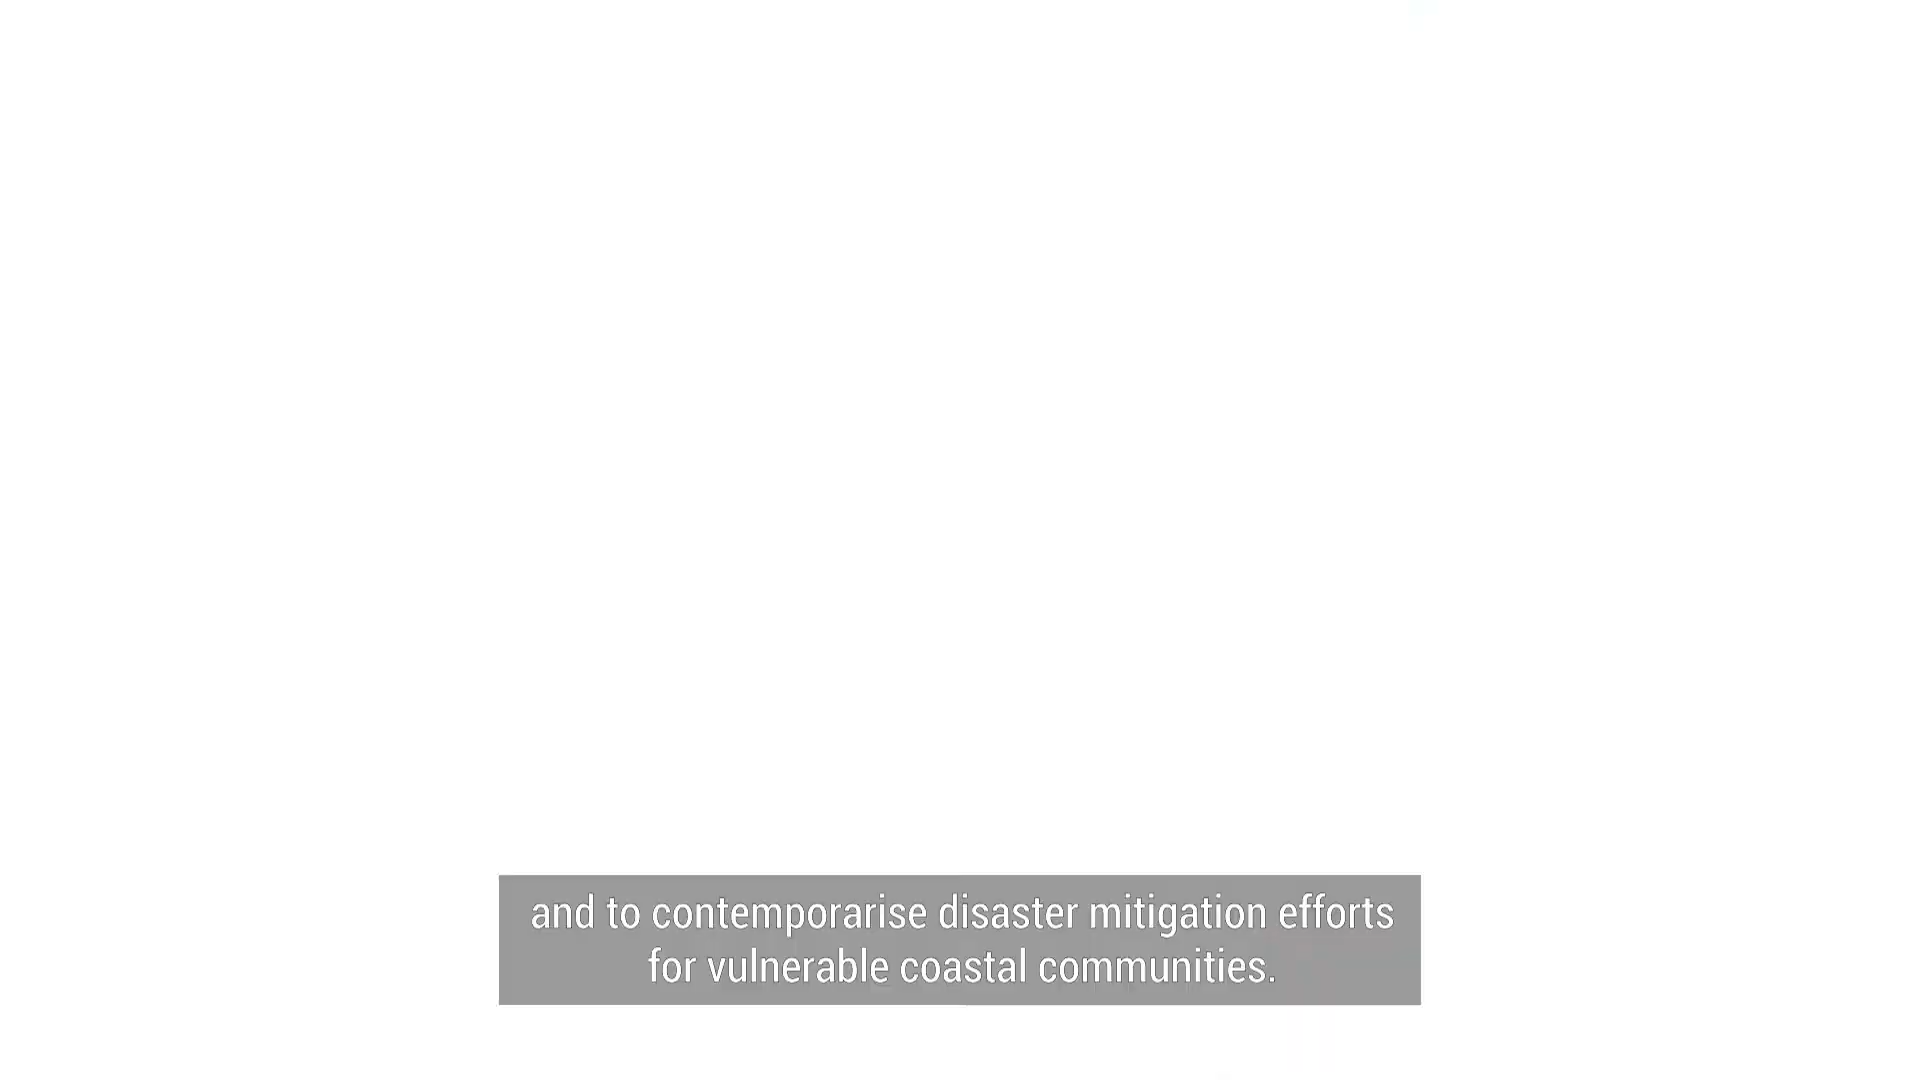 and to contemporarise disaster mitigation efforts
for vulnerable coastal communities.